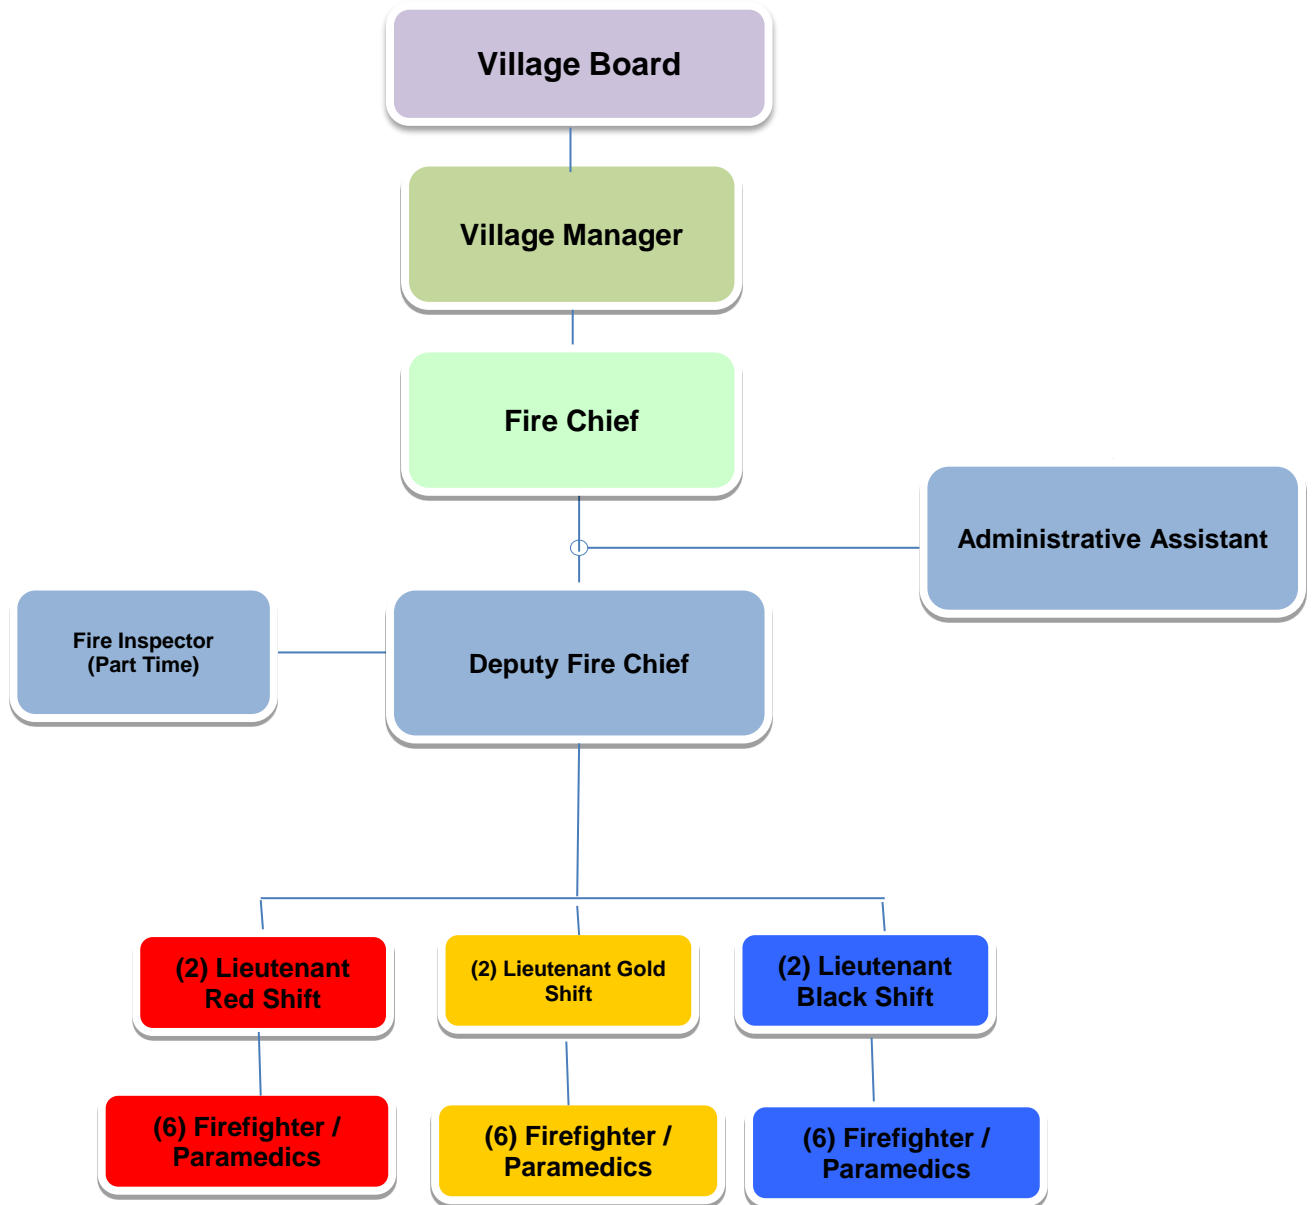 Village Board
Village Manager
Fire Chief
Administrative Assistant
Fire Inspector
(Part Time)
Deputy Fire Chief
(2) Lieutenant
Red Shift
(2) Lieutenant Gold
Shift
(2) Lieutenant
Black Shift
(6) Firefighter /
Paramedics
(6) Firefighter /
Paramedics
(6) Firefighter /
Paramedics